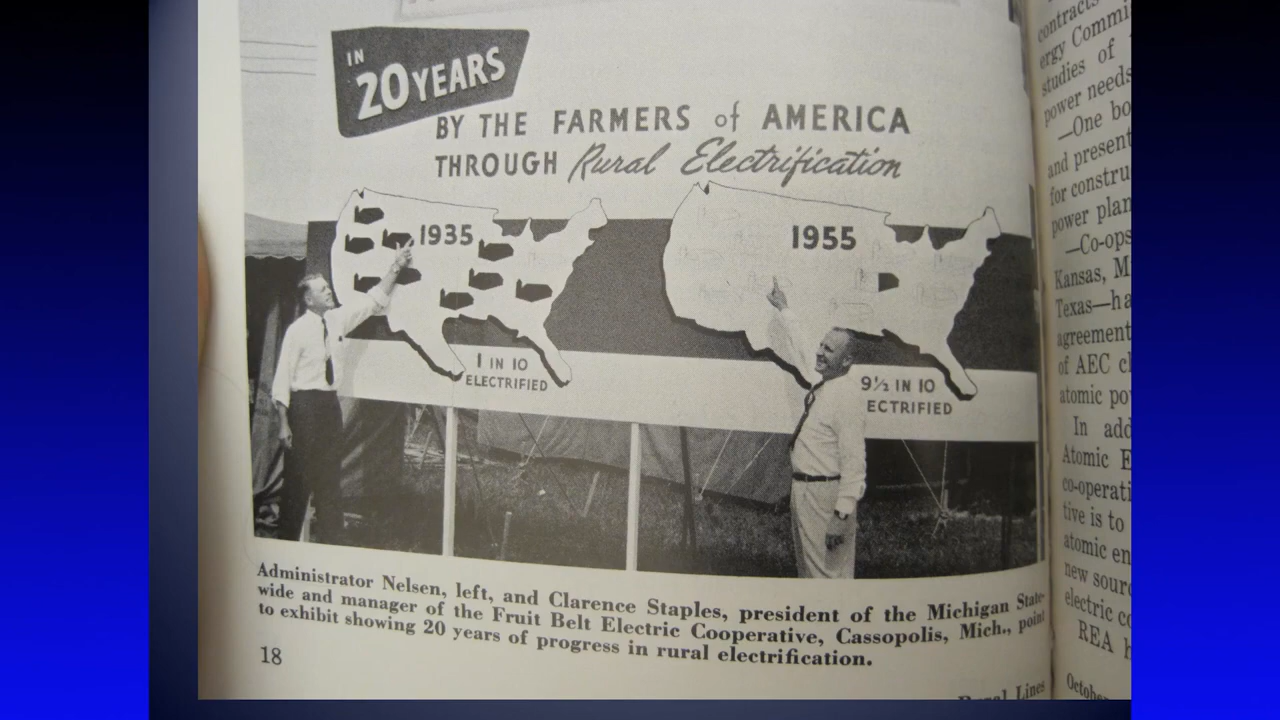 IN
20 YEARS
BY THE FARMERS of AMERICA
THROUGH Rural Electrification
1935
1955
1 IN 10
ELECTRIFIED
9½ IN 10
ECTRIFIED
Administrator Nelsen, left, and Clarence Staples, president of the Michigan State-
wide and manager of the Fruit Belt Electric Cooperative, Cassopolis, Mich., point
to exhibit showing 20 years of progress in rural electrification.
18
Rural Lines
contracts
ergy Commi
studies of
power needs
—One bo
and present
for constru
power plan
—Co-ops
Kansas, M
Texas—ha
agreement
of AEC cl
atomic po
In add
Atomic E
co-operati
tive is to
atomic en
new sourc
electric co
REA h
October